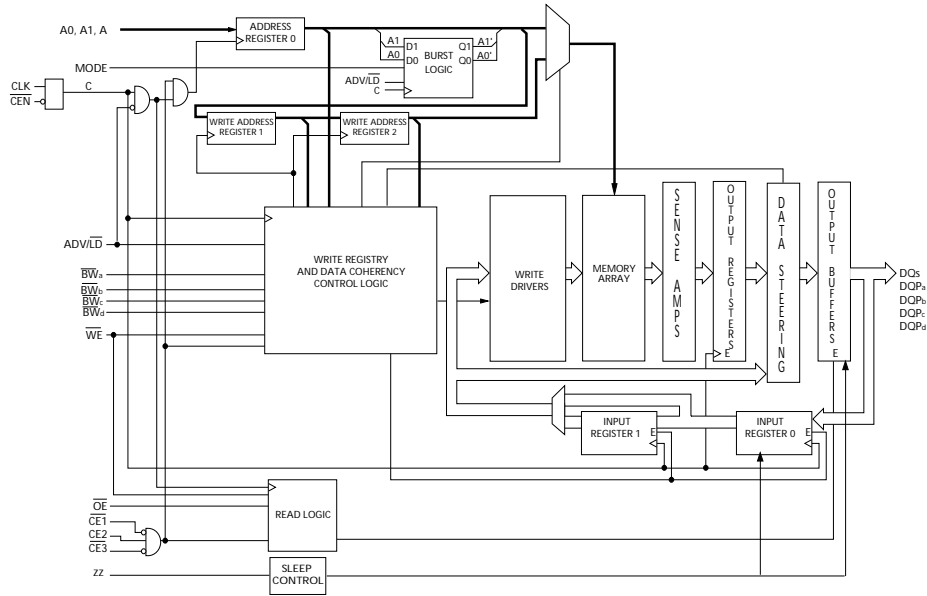 A0, A1, A
ADDRESS
REGISTER 0
A1
A0
D1
D0
BURST
LOGIC
Q1
Q0
A1'
A0'
MODE
ADV/LD
C
CLK
C
CEN
WRITE ADDRESS
REGISTER 1
WRITE ADDRESS
REGISTER 2
ADV/LD
BWa
BWb
BWc
BWd
WE
WRITE REGISTRY
AND DATA COHERENCY
CONTROL LOGIC
WRITE
DRIVERS
MEMORY
ARRAY
SENSE AMPS
OUTPUT REGISTERS
E
DATA STEERING
OUTPUT BUFFERS
E
DQs
DQPa
DQPb
DQPc
DQPd
INPUT
REGISTER 1
E
INPUT
REGISTER 0
E
OE
CE1
CE2
CE3
READ LOGIC
ZZ
SLEEP
CONTROL